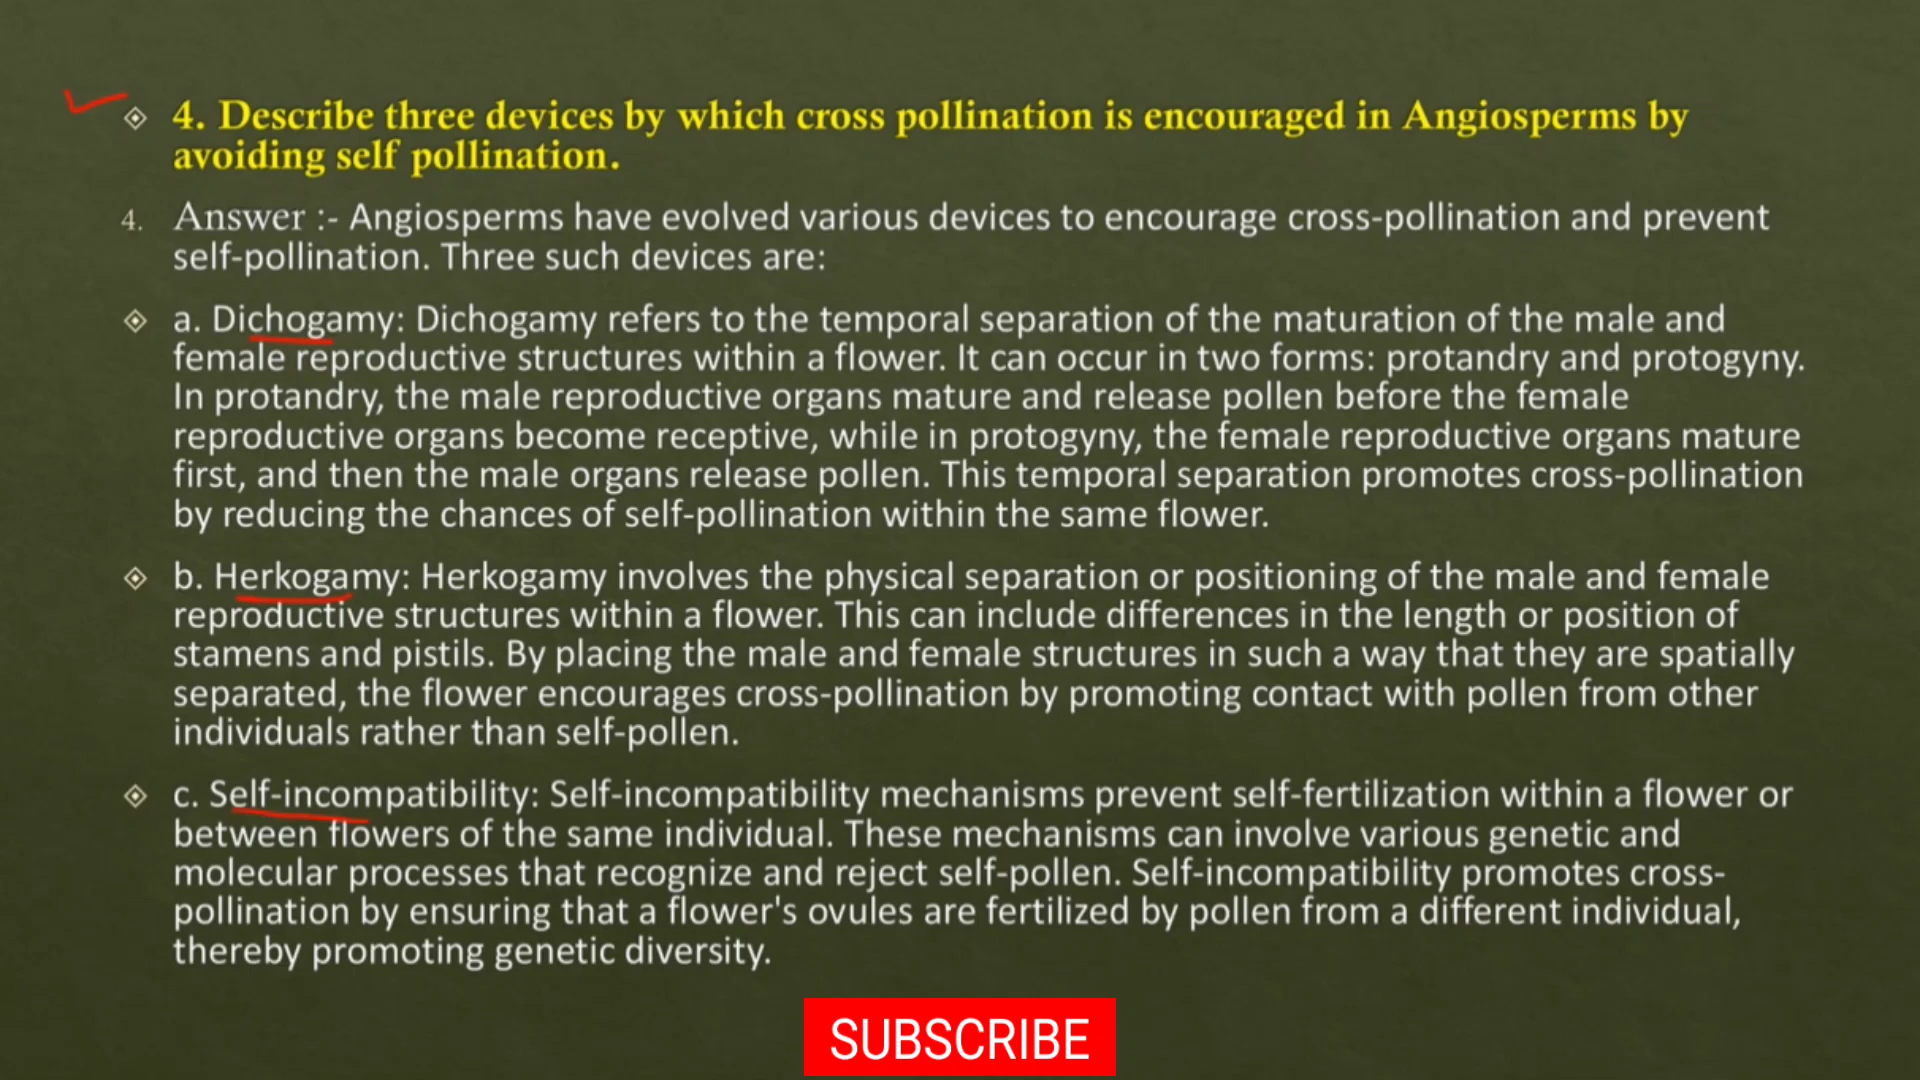 4. Describe three devices by which cross pollination is encouraged in Angiosperms by
avoiding self pollination.
4. Answer :- Angiosperms have evolved various devices to encourage cross-pollination and prevent
self-pollination. Three such devices are:
a. Dichogamy: Dichogamy refers to the temporal separation of the maturation of the male and
female reproductive structures within a flower. It can occur in two forms: protandry and protogyny.
In protandry, the male reproductive organs mature and release pollen before the female
reproductive organs become receptive, while in protogyny, the female reproductive organs mature
first, and then the male organs release pollen. This temporal separation promotes cross-pollination
by reducing the chances of self-pollination within the same flower.
b. Herkogamy: Herkogamy involves the physical separation or positioning of the male and female
reproductive structures within a flower. This can include differences in the length or position of
stamens and pistils. By placing the male and female structures in such a way that they are spatially
separated, the flower encourages cross-pollination by promoting contact with pollen from other
individuals rather than self-pollen.
c. Self-incompatibility: Self-incompatibility mechanisms prevent self-fertilization within a flower or
between flowers of the same individual. These mechanisms can involve various genetic and
molecular processes that recognize and reject self-pollen. Self-incompatibility promotes cross-
pollination by ensuring that a flower's ovules are fertilized by pollen from a different individual,
thereby promoting genetic diversity.
SUBSCRIBE